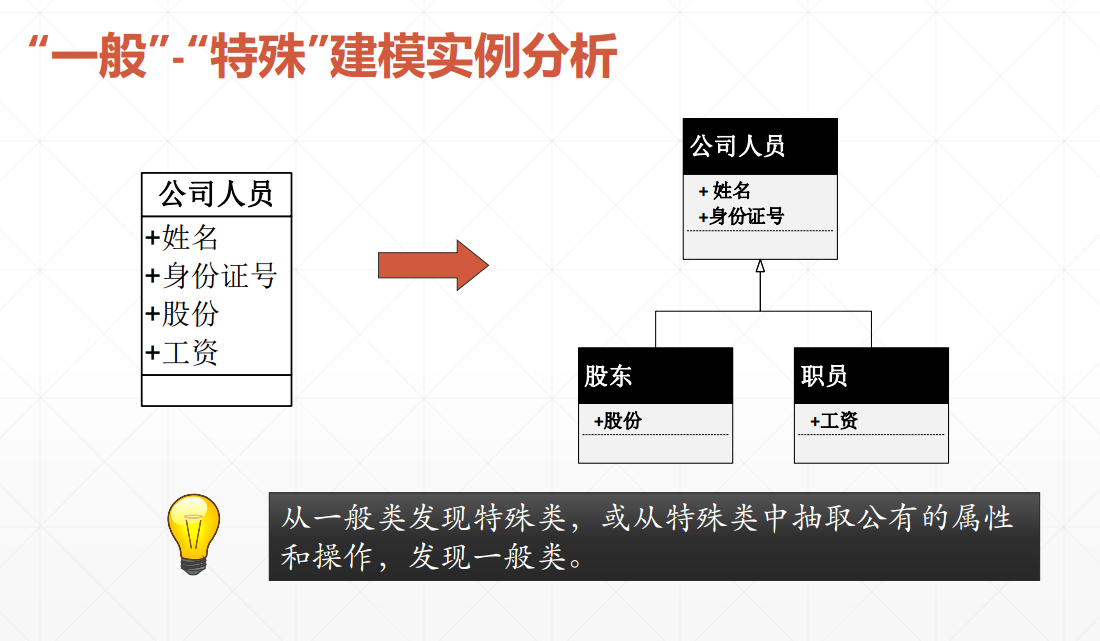 “一般”-“特殊”建模实例分析
公司人员
+姓名
+身份证号
+股份
+工资
公司人员
+ 姓名
+身份证号
股东
+股份
职员
+工资
从一般类发现特殊类，或从特殊类中抽取公有的属性
和操作，发现一般类。